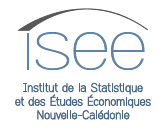 isee
Institut de la Statistique
et des Études Économiques
Nouvelle-Calédonie